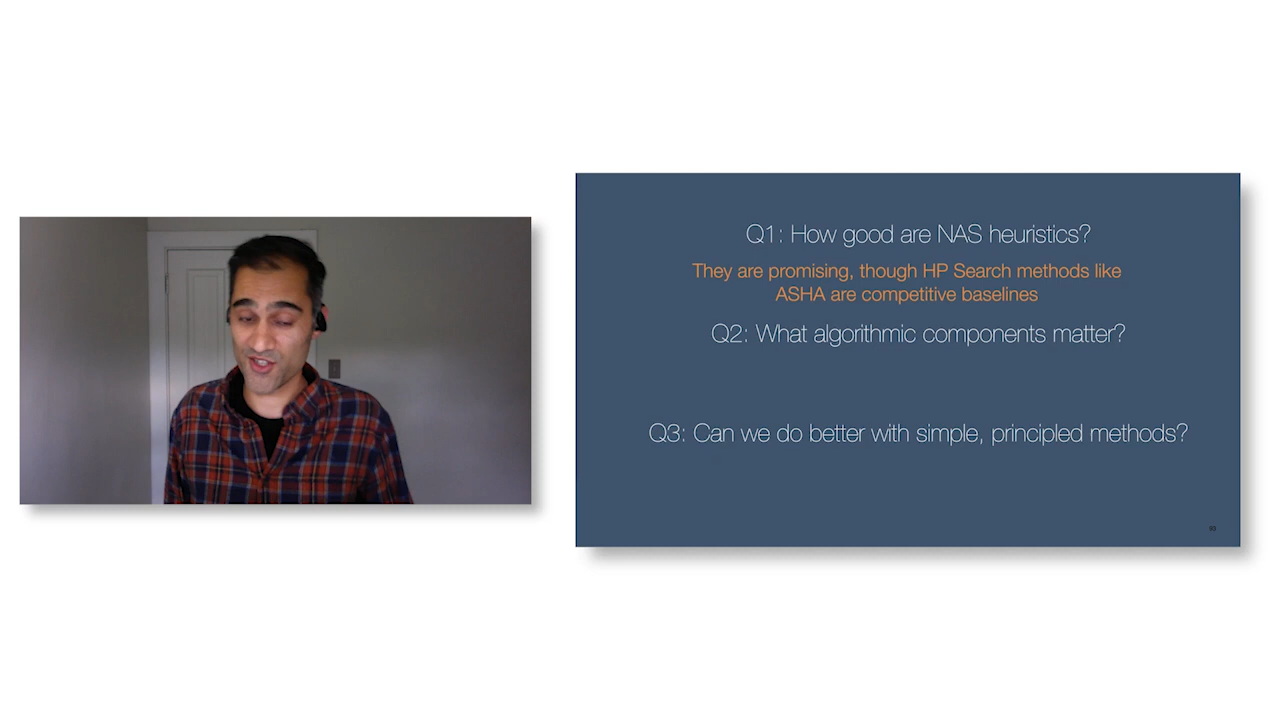 Q1: How good are NAS heuristics?
They are promising, though HP Search methods like
ASHA are competitive baselines
Q2: What algorithmic components matter?
Q3: Can we do better with simple, principled methods?